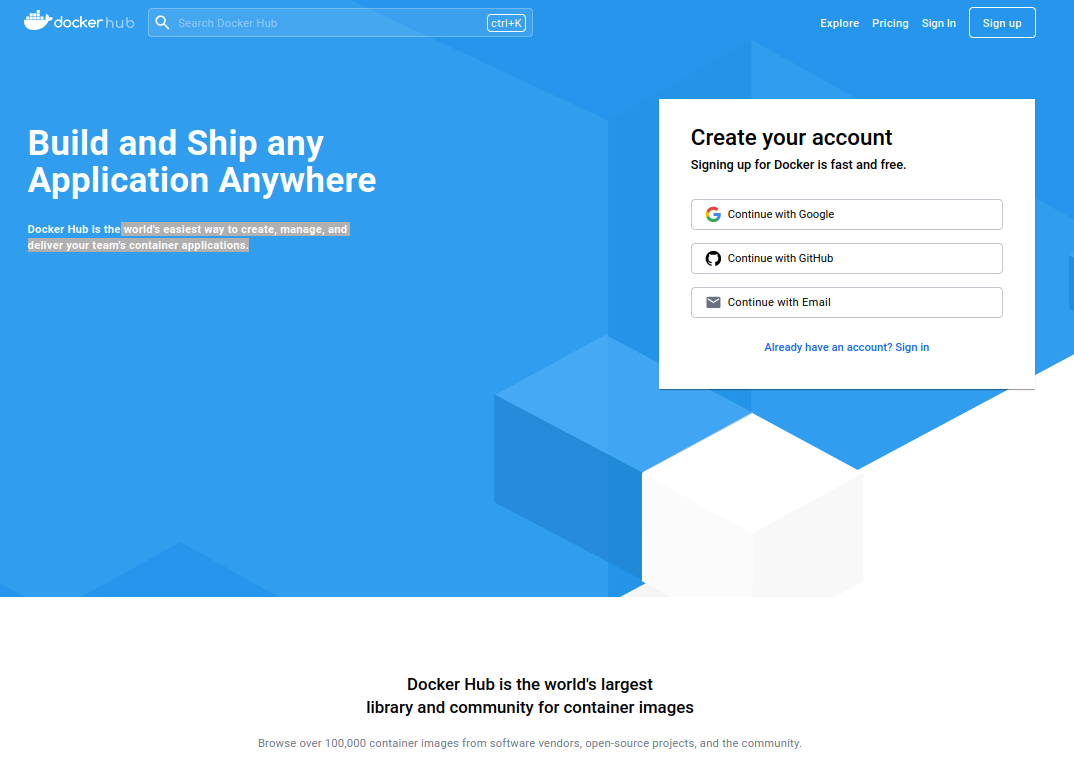 docker hub
Search Docker Hub
ctrl+K
Explore
Pricing
Sign In
Sign up
Build and Ship any
Application Anywhere
Docker Hub is the world's easiest way to create, manage, and
deliver your team's container applications.
Create your account
Signing up for Docker is fast and free.
Continue with Google
Continue with GitHub
Continue with Email
Already have an account? Sign in
Docker Hub is the world's largest
library and community for container images
Browse over 100,000 container images from software vendors, open-source projects, and the community.